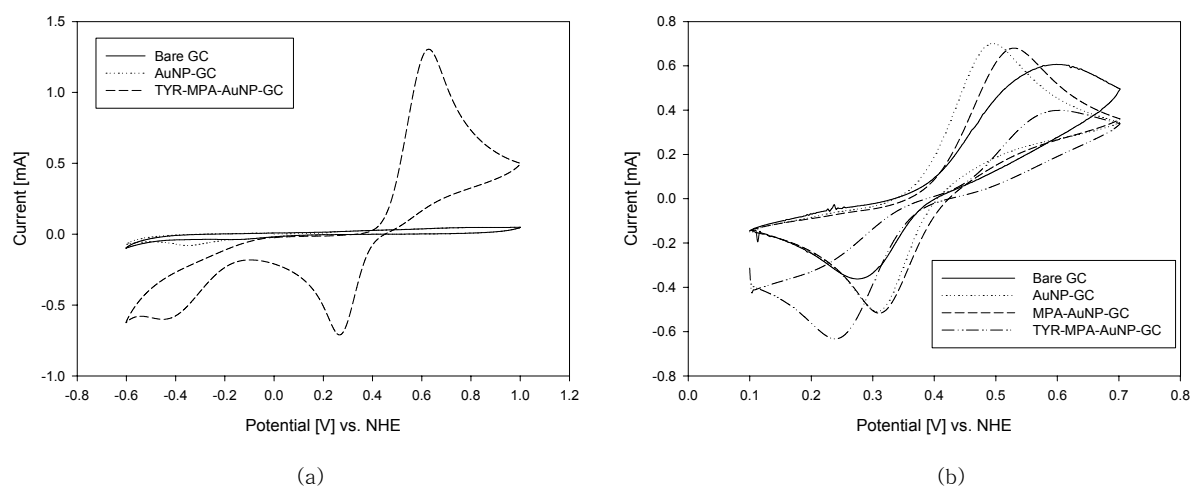 1.5
1.0
0.5
0.0
-0.5
-1.0
Current [mA]
Bare GC
AuNP-GC
TYR-MPA-AuNP-GC
-0.8 -0.6 -0.4 -0.2 0.0 0.2 0.4 0.6 0.8 1.0 1.2
Potential [V] vs. NHE
(a)
0.8
0.6
0.4
0.2
0.0
-0.2
-0.4
-0.6
-0.8
Current [mA]
Bare GC
AuNP-GC
MPA-AuNP-GC
TYR-MPA-AuNP-GC
0.0 0.1 0.2 0.3 0.4 0.5 0.6 0.7 0.8
Potential [V] vs. NHE
(b)